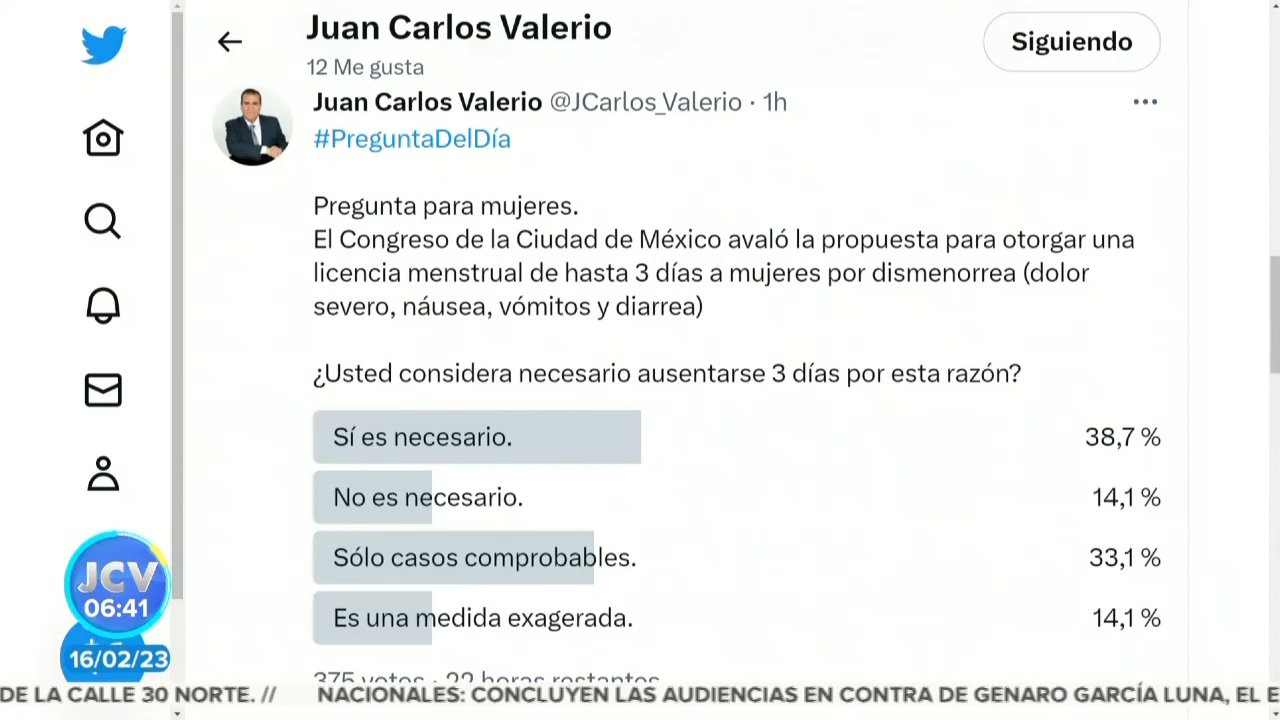 Juan Carlos Valerio
12 Me gusta
Siguiendo
Juan Carlos Valerio @JCarlos_Valerio · 1h
#PreguntaDelDía
Pregunta para mujeres.
El Congreso de la Ciudad de México avaló la propuesta para otorgar una
licencia menstrual de hasta 3 días a mujeres por dismenorrea (dolor
severo, náusea, vómitos y diarrea)
¿Usted considera necesario ausentarse 3 días por esta razón?
Sí es necesario. 38,7 %
No es necesario. 14,1 %
Sólo casos comprobables. 33,1 %
Es una medida exagerada. 14,1 %
375 votos · 22 horas restantes
JCV
06:41
16/02/23
DE LA CALLE 30 NORTE. // NACIONALES: CONCLUYEN LAS AUDIENCIAS EN CONTRA DE GENARO GARCÍA LUNA, EL E